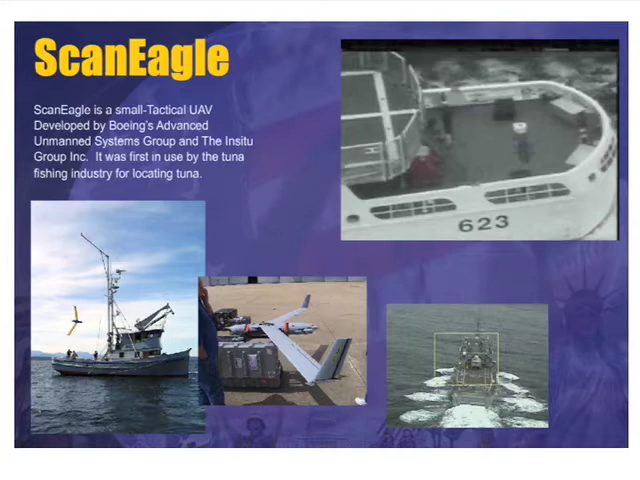 ScanEagle
ScanEagle is a small-Tactical UAV
Developed by Boeing's Advanced
Unmanned Systems Group and The Insitu
Group Inc.  It was first in use by the tuna
fishing industry for locating tuna.
623